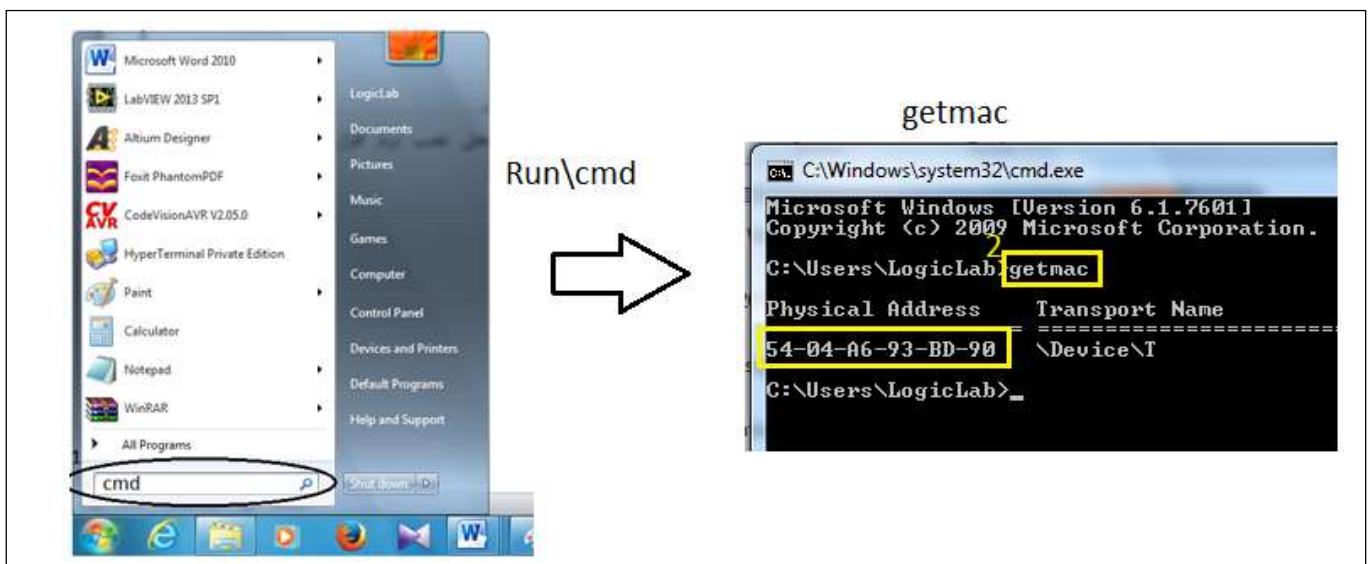 Microsoft Word 2010
LabVIEW 2013 SP1
Altium Designer
Foxit PhantomPDF
CodeVisionAVR V2.05.0
HyperTerminal Private Edition
Paint
Calculator
Notepad
WinRAR
All Programs
1
cmd
LogicLab
Documents
Pictures
Music
Games
Computer
Control Panel
Devices and Printers
Default Programs
Help and Support
Shut down
Run\cmd
getmac
C:\Windows\system32\cmd.exe
Microsoft Windows [Version 6.1.7601]
Copyright (c) 2009 Microsoft Corporation.
2
C:\Users\LogicLab>getmac
Physical Address Transport Name
54-04-A6-93-BD-90 \Device\T
C:\Users\LogicLab>_